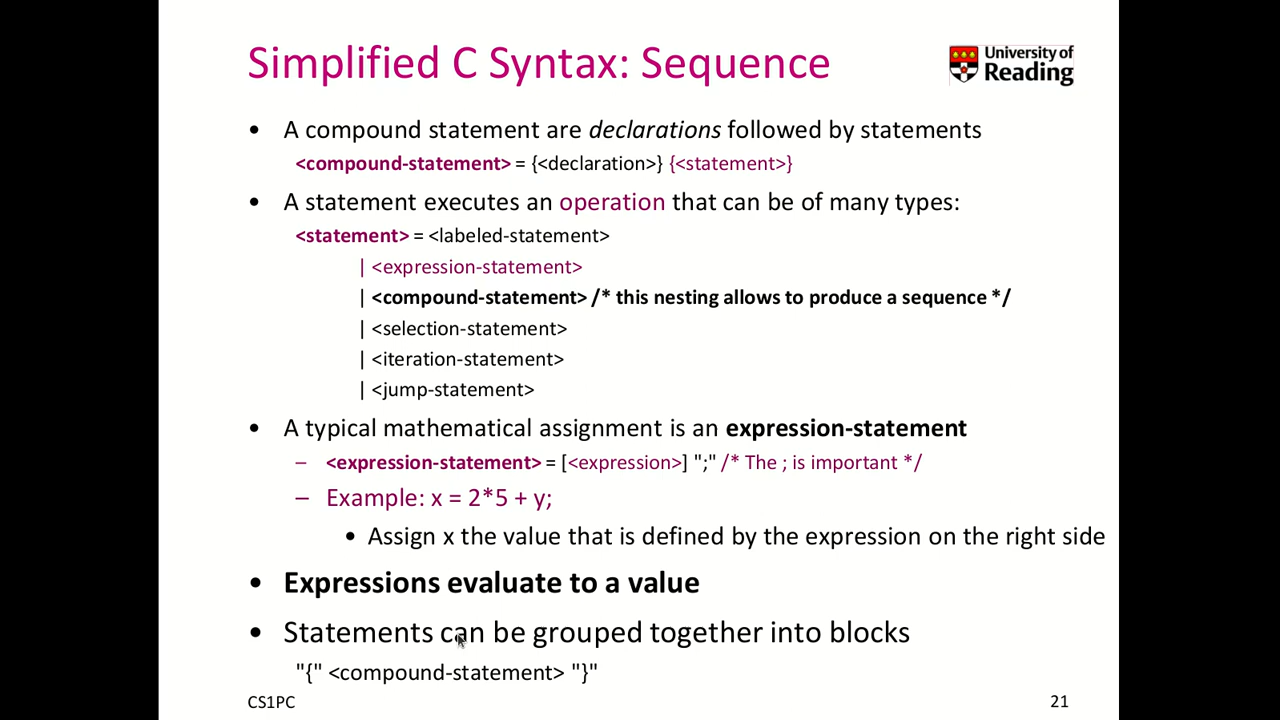 Simplified C Syntax: Sequence
University of
Reading
• A compound statement are declarations followed by statements
<compound-statement> = {<declaration>} {<statement>}
• A statement executes an operation that can be of many types:
<statement> = <labeled-statement>
| <expression-statement>
| <compound-statement> /* this nesting allows to produce a sequence */
| <selection-statement>
| <iteration-statement>
| <jump-statement>
• A typical mathematical assignment is an expression-statement
– <expression-statement> = [<expression>] ";" /* The ; is important */
– Example: x = 2*5 + y;
• Assign x the value that is defined by the expression on the right side
• Expressions evaluate to a value
• Statements can be grouped together into blocks
"{" <compound-statement> "}"
CS1PC
21